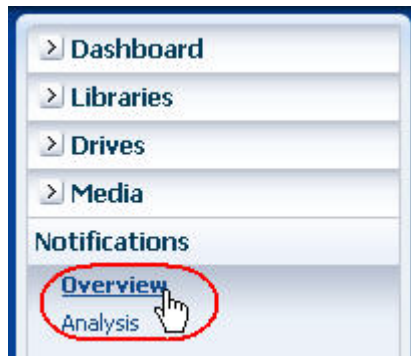 Dashboard
Libraries
Drives
Media
Notifications
Overview
Analysis